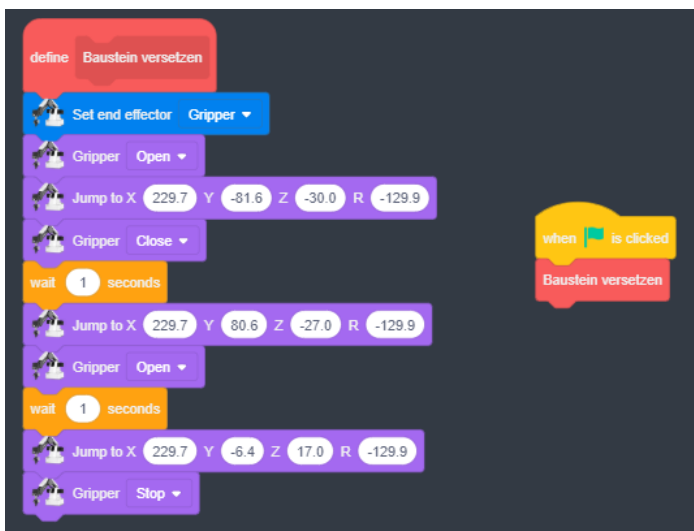 define Baustein versetzen
Set end effector Gripper
Gripper Open
Jump to X 229.7 Y -81.6 Z -30.0 R -129.9
Gripper Close
wait 1 seconds
Jump to X 229.7 Y 80.6 Z -27.0 R -129.9
Gripper Open
wait 1 seconds
Jump to X 229.7 Y -6.4 Z 17.0 R -129.9
Gripper Stop
when is clicked
Baustein versetzen